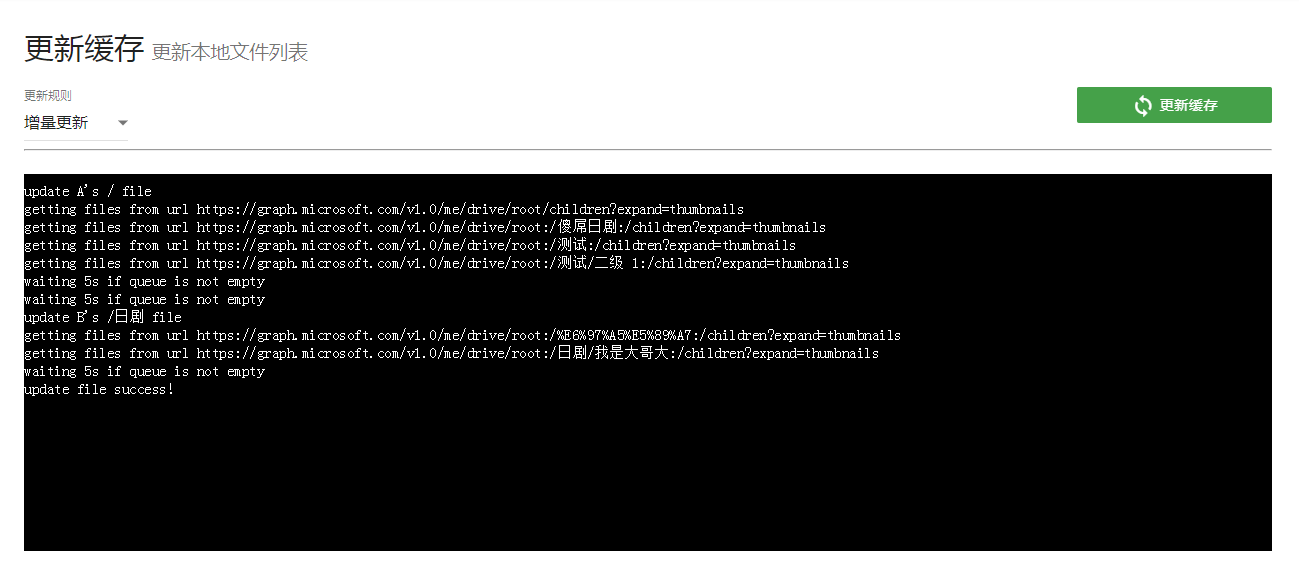 更新缓存 更新本地文件列表
更新规则
增量更新
更新缓存
update A's / file
getting files from url https://graph.microsoft.com/v1.0/me/drive/root/children?expand=thumbnails
getting files from url https://graph.microsoft.com/v1.0/me/drive/root:/傻屌日剧:/children?expand=thumbnails
getting files from url https://graph.microsoft.com/v1.0/me/drive/root:/测试:/children?expand=thumbnails
getting files from url https://graph.microsoft.com/v1.0/me/drive/root:/测试/二级 1:/children?expand=thumbnails
waiting 5s if queue is not empty
waiting 5s if queue is not empty
update B's /日剧 file
getting files from url https://graph.microsoft.com/v1.0/me/drive/root:/%E6%97%A5%E5%89%A7:/children?expand=thumbnails
getting files from url https://graph.microsoft.com/v1.0/me/drive/root:/日剧/我是大哥大:/children?expand=thumbnails
waiting 5s if queue is not empty
update file success!